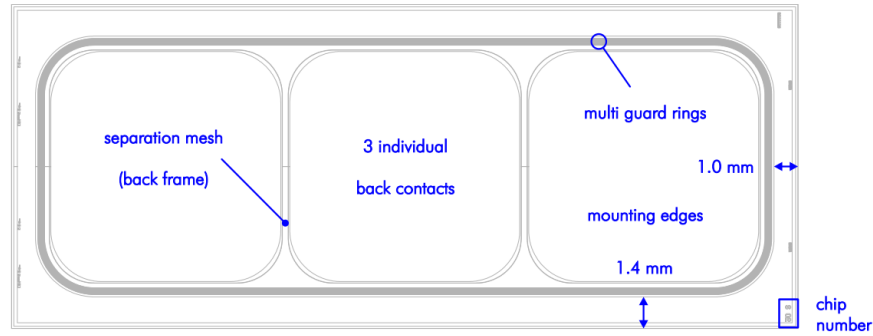 multi guard rings
separation mesh
(back frame)
3 individual
back contacts
1.0 mm
mounting edges
1.4 mm
chip
number